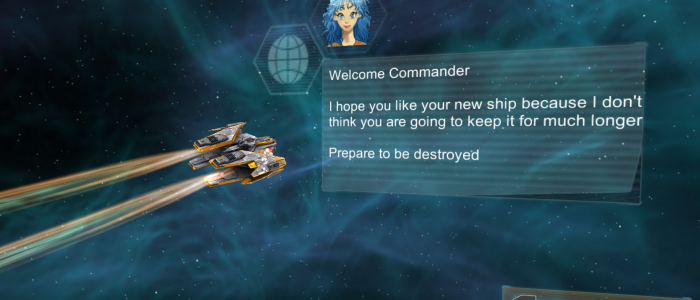 Welcome Commander
I hope you like your new ship because I don't
think you are going to keep it for much longer
Prepare to be destroyed